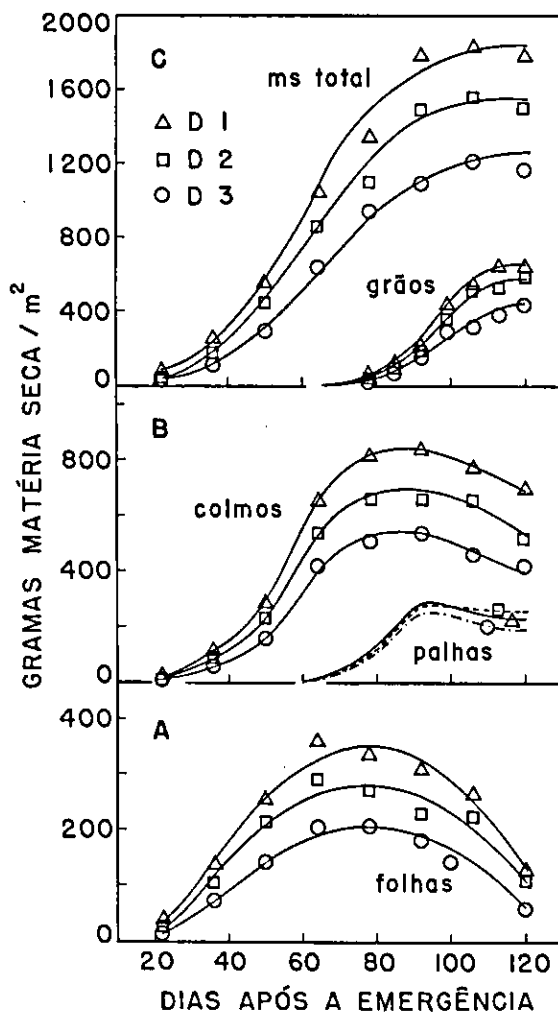 GRAMAS MATÉRIA SECA / m²
C
ms total
△ D 1
□ D 2
○ D 3
grãos
2000
1600
1200
800
400
0
B
colmos
palhas
800
400
0
A
folhas
400
200
0
20 40 60 80 100 120
DIAS APÓS A EMERGÊNCIA